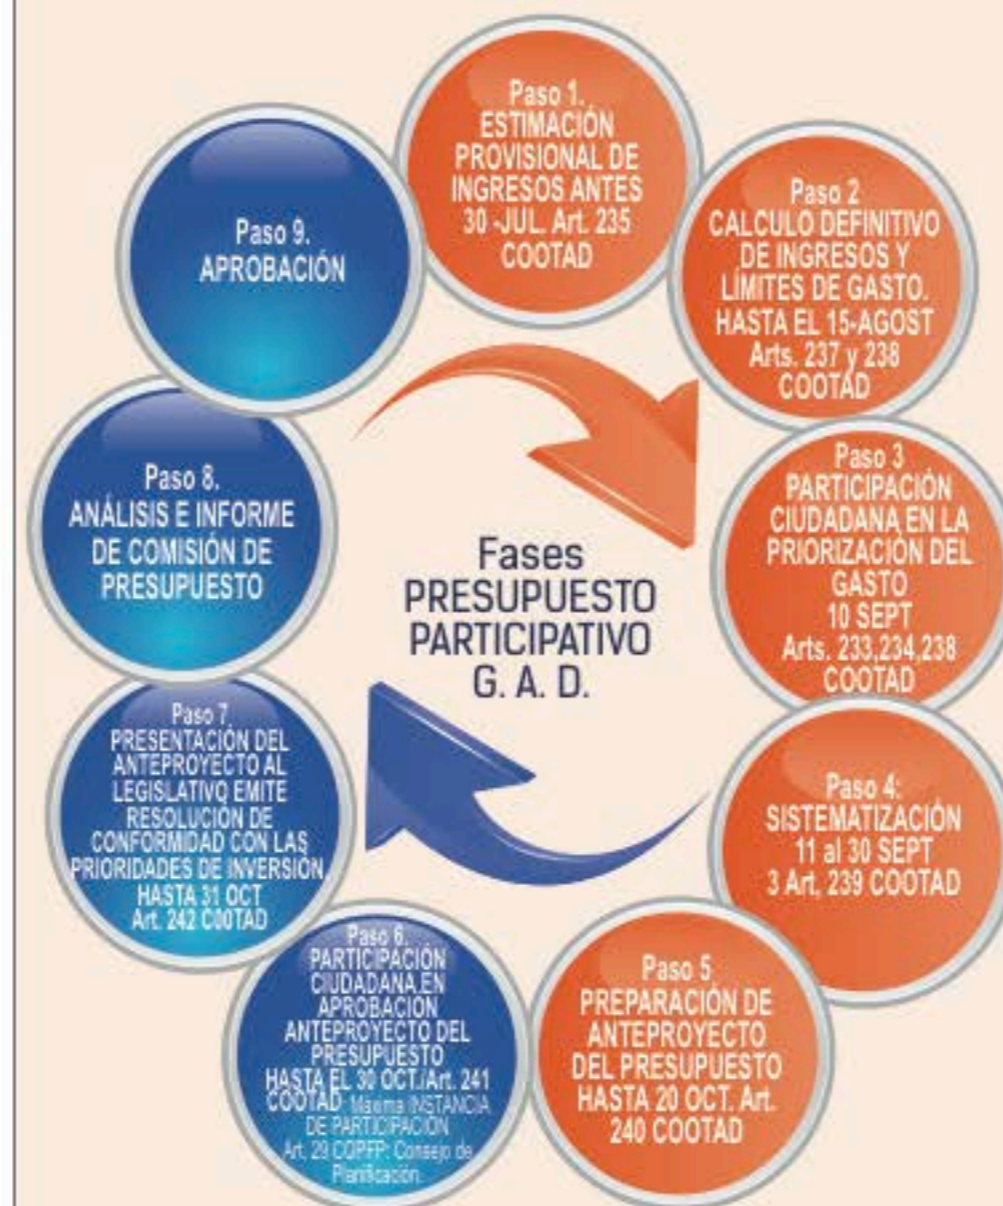 Paso 1.
ESTIMACIÓN
PROVISIONAL DE
INGRESOS ANTES
30 -JUL. Art. 235
COOTAD
Paso 2
CALCULO DEFINITIVO
DE INGRESOS Y
LÍMITES DE GASTO.
HASTA EL 15-AGOST
Arts. 237 y 238
COOTAD
Paso 3
PARTICIPACIÓN
CIUDADANA EN LA
PRIORIZACIÓN DEL
GASTO
10 SEPT
Arts. 233,234,238
COOTAD
Paso 4:
SISTEMATIZACIÓN
11 al 30 SEPT
3 Art, 239 COOTAD
Paso 5
PREPARACIÓN DE
ANTEPROYECTO
DEL PRESUPUESTO
HASTA 20 OCT. Art.
240 COOTAD
Paso 6.
PARTICIPACIÓN
CIUDADANA EN
APROBACIÓN
ANTEPROYECTO DEL
PRESUPUESTO
HASTA EL 30 OCT./Art. 241
COOTAD: Máxima INSTANCIA
DE PARTICIPACIÓN
Art. 29 COPFP: Consejo de
Planificación.
Paso 7.
PRESENTACIÓN DEL
ANTEPROYECTO AL
LEGISLATIVO EMITE
RESOLUCIÓN DE
CONFORMIDAD CON LAS
PRIORIDADES DE INVERSIÓN,
HASTA 31 OCT
Art. 242 COOTAD
Paso 8.
ANÁLISIS E INFORME
DE COMISIÓN DE
PRESUPUESTO
Paso 9.
APROBACIÓN
Fases
PRESUPUESTO
PARTICIPATIVO
G. A. D.